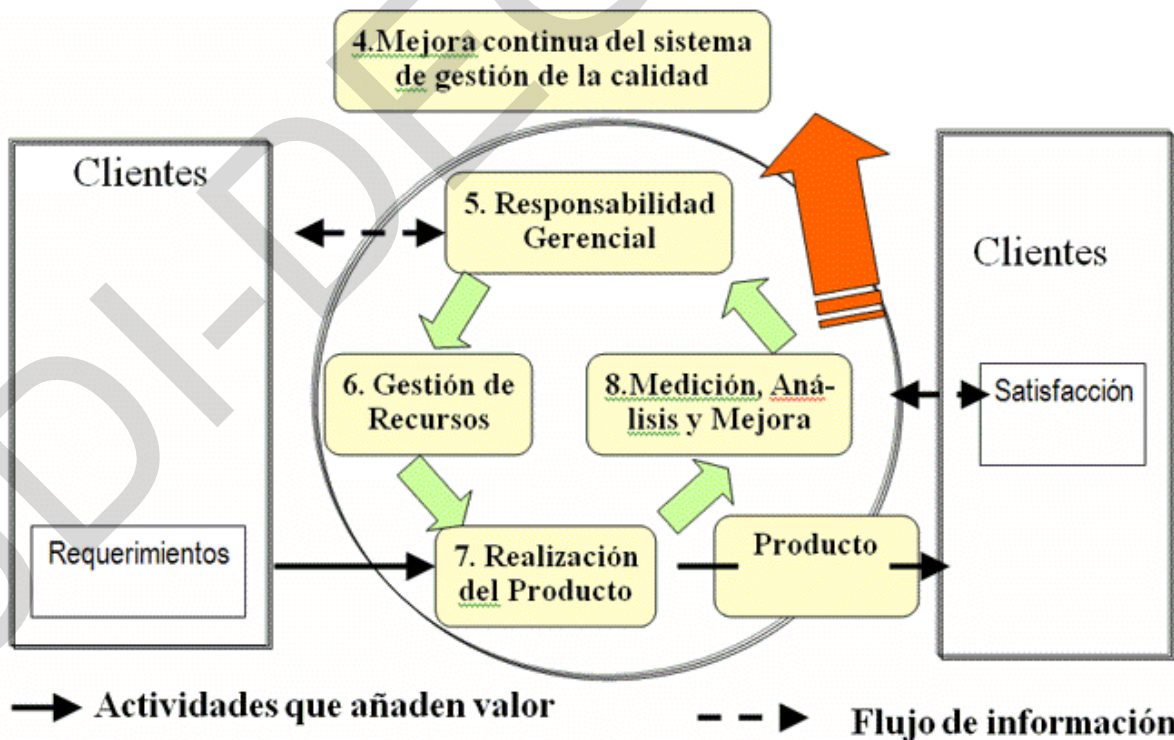 4.Mejora continua del sistema
de gestión de la calidad
Clientes
5. Responsabilidad
Gerencial
Clientes
6. Gestión de
Recursos
8.Medición, Aná-
lisis y Mejora
Satisfacción
Requerimientos
7. Realización
del Producto
Producto
Actividades que añaden valor
Flujo de información